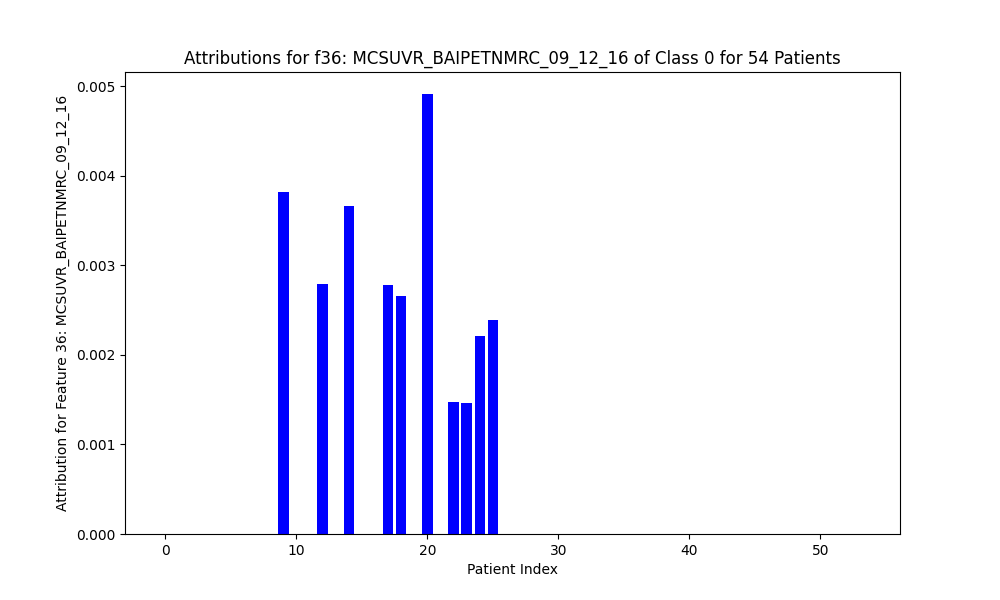 Attributions for f36: MCSUVR_BAIPETNMRC_09_12_16 of Class 0 for 54 Patients
Attribution for Feature 36: MCSUVR_BAIPETNMRC_09_12_16
0.005
0.004
0.003
0.002
0.001
0.000
0 10 20 30 40 50
Patient Index